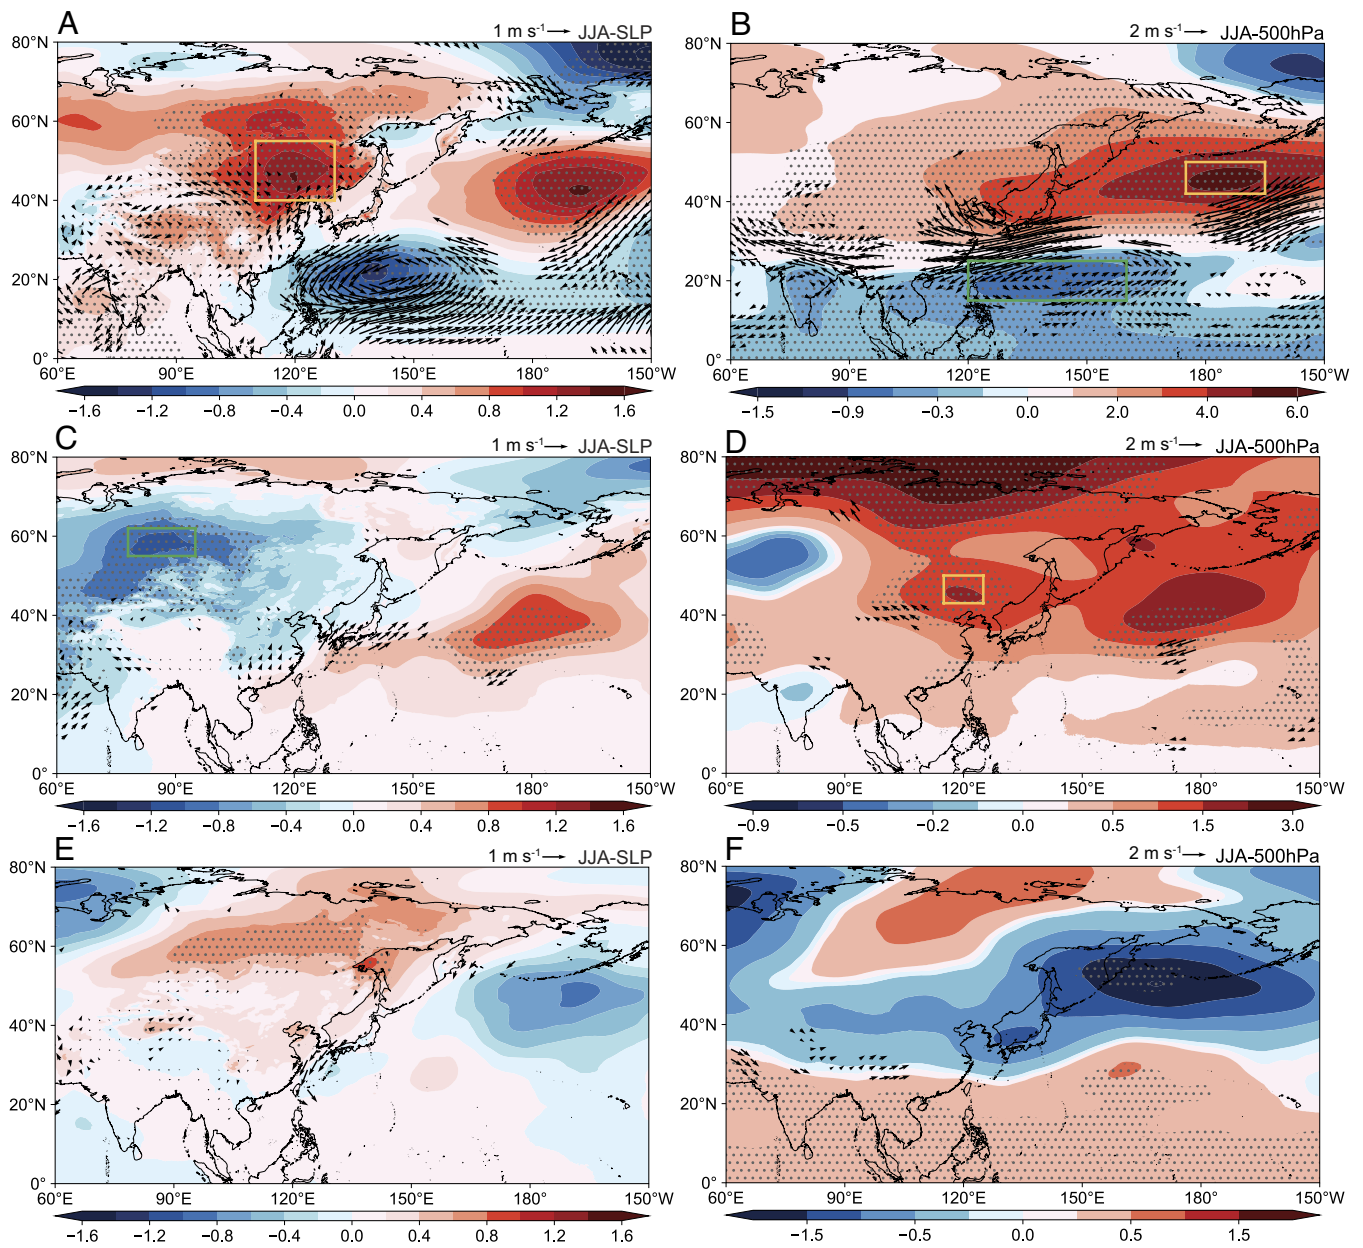 A 1 m s⁻¹ JJA-SLP
80°N
60°N
40°N
20°N
0°
60°E 90°E 120°E 150°E 180° 150°W
−1.6 −1.2 −0.8 −0.4 0.0 0.4 0.8 1.2 1.6
B 2 m s⁻¹ JJA-500hPa
80°N
60°N
40°N
20°N
0°
60°E 90°E 120°E 150°E 180° 150°W
−1.5 −0.9 −0.3 0.0 2.0 4.0 6.0
C 1 m s⁻¹ JJA-SLP
80°N
60°N
40°N
20°N
0°
60°E 90°E 120°E 150°E 180° 150°W
−1.6 −1.2 −0.8 −0.4 0.0 0.4 0.8 1.2 1.6
D 2 m s⁻¹ JJA-500hPa
80°N
60°N
40°N
20°N
0°
60°E 90°E 120°E 150°E 180° 150°W
−0.9 −0.5 −0.2 0.0 0.5 1.5 3.0
E 1 m s⁻¹ JJA-SLP
80°N
60°N
40°N
20°N
0°
60°E 90°E 120°E 150°E 180° 150°W
−1.6 −1.2 −0.8 −0.4 0.0 0.4 0.8 1.2 1.6
F 2 m s⁻¹ JJA-500hPa
80°N
60°N
40°N
20°N
0°
60°E 90°E 120°E 150°E 180° 150°W
−1.5 −0.5 0.0 0.5 1.5